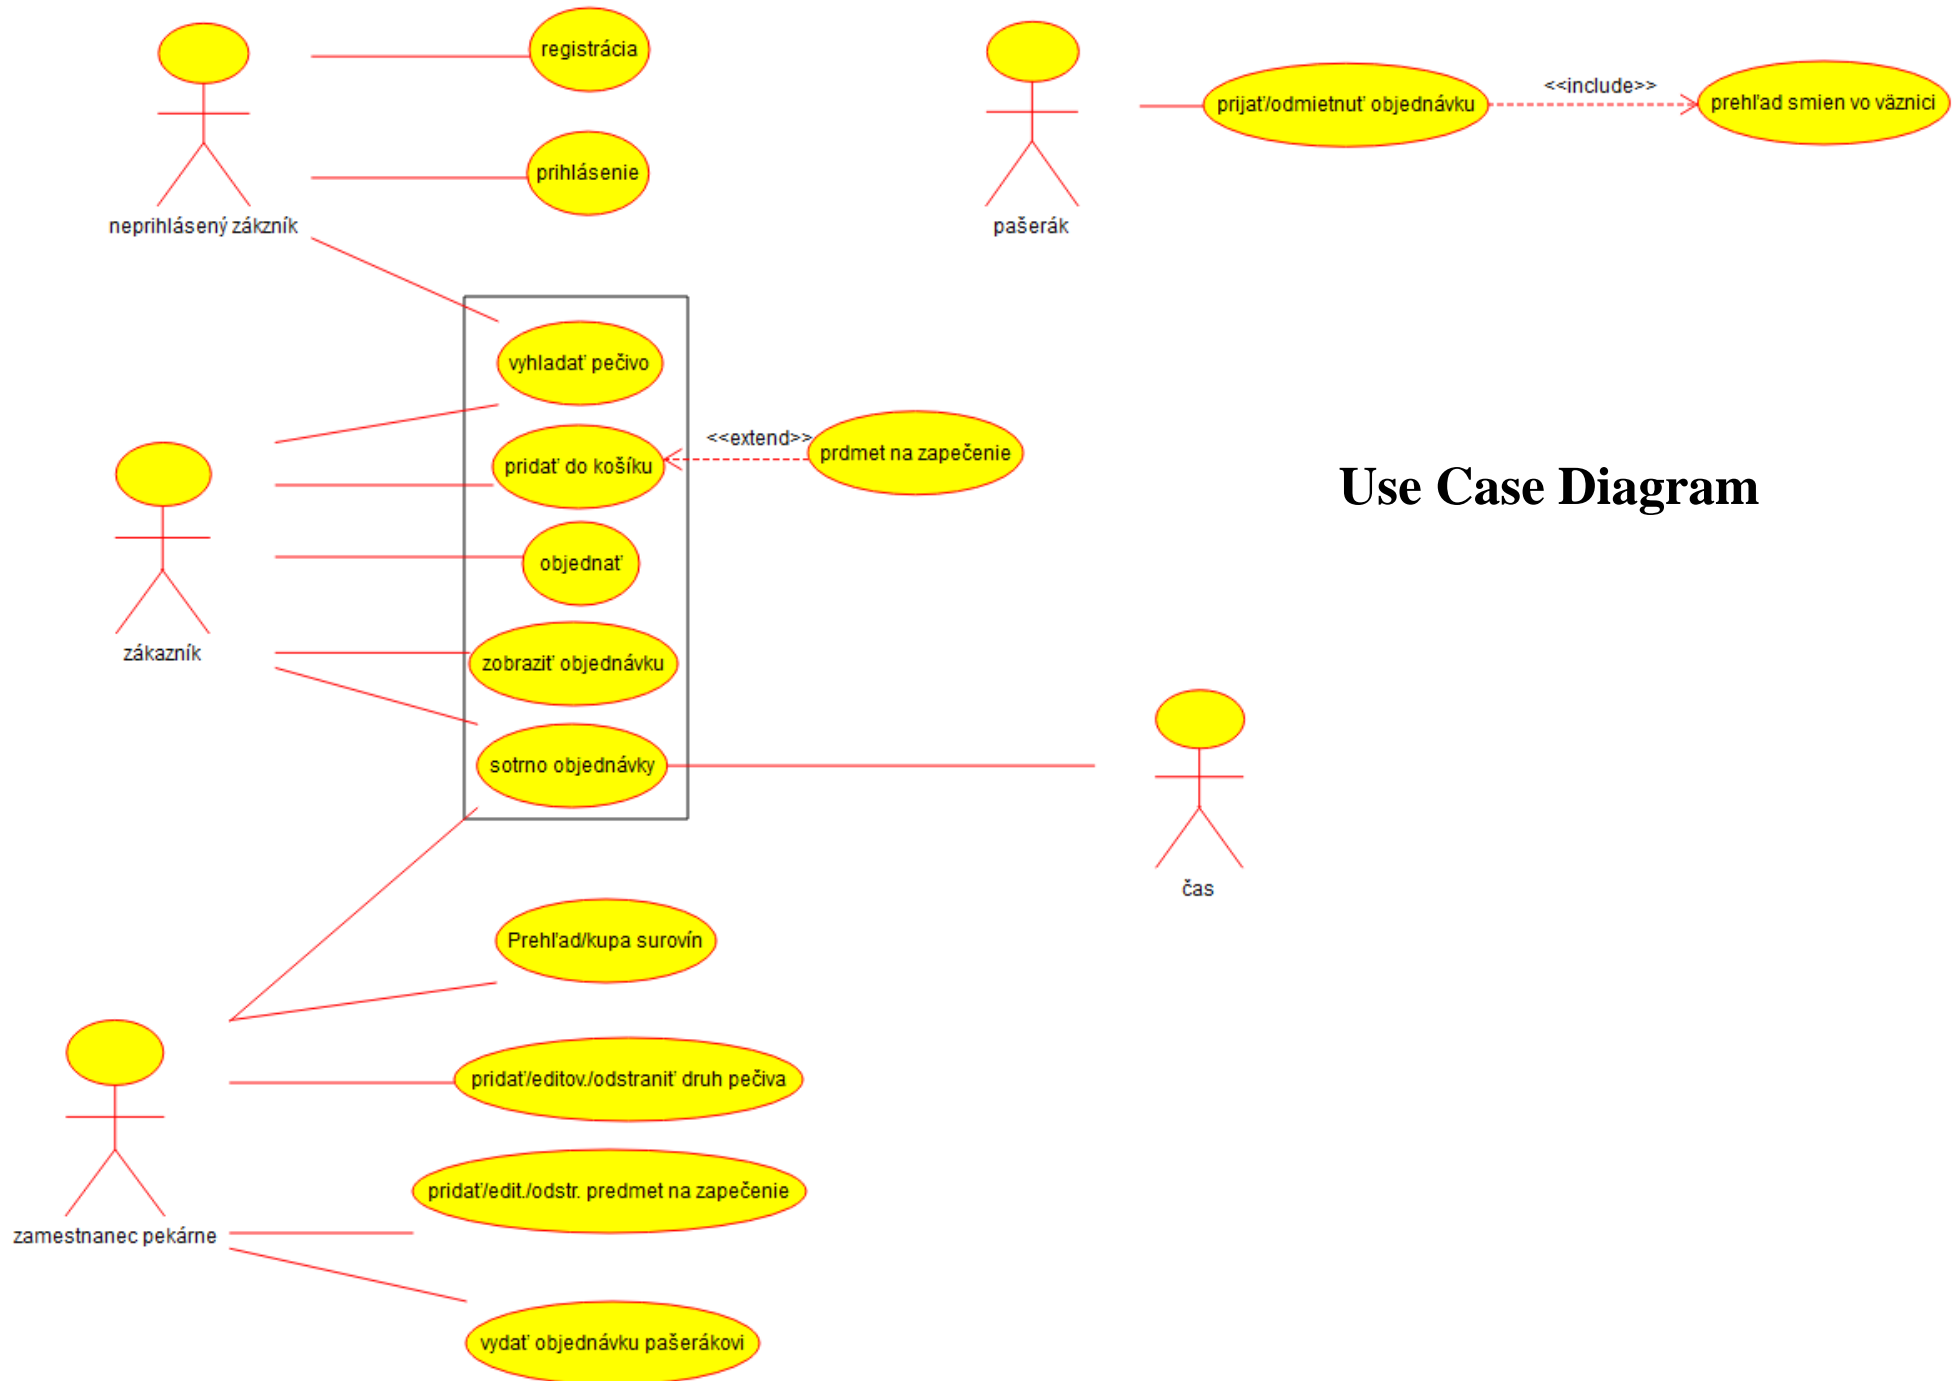 registrácia
prihlásenie
neprihlásený zákzník
prijať/odmietnuť objednávku
<<include>>
prehľad smien vo väznici
pašerák
vyhladať pečivo
pridať do košíku
<<extend>>
prdmet na zapečenie
objednať
zobraziť objednávku
sotrno objednávky
zákazník
Use Case Diagram
čas
Prehľad/kupa surovín
pridať/editov./odstraniť druh pečiva
pridať/edit./odstr. predmet na zapečenie
zamestnanec pekárne
vydať objednávku pašerákovi